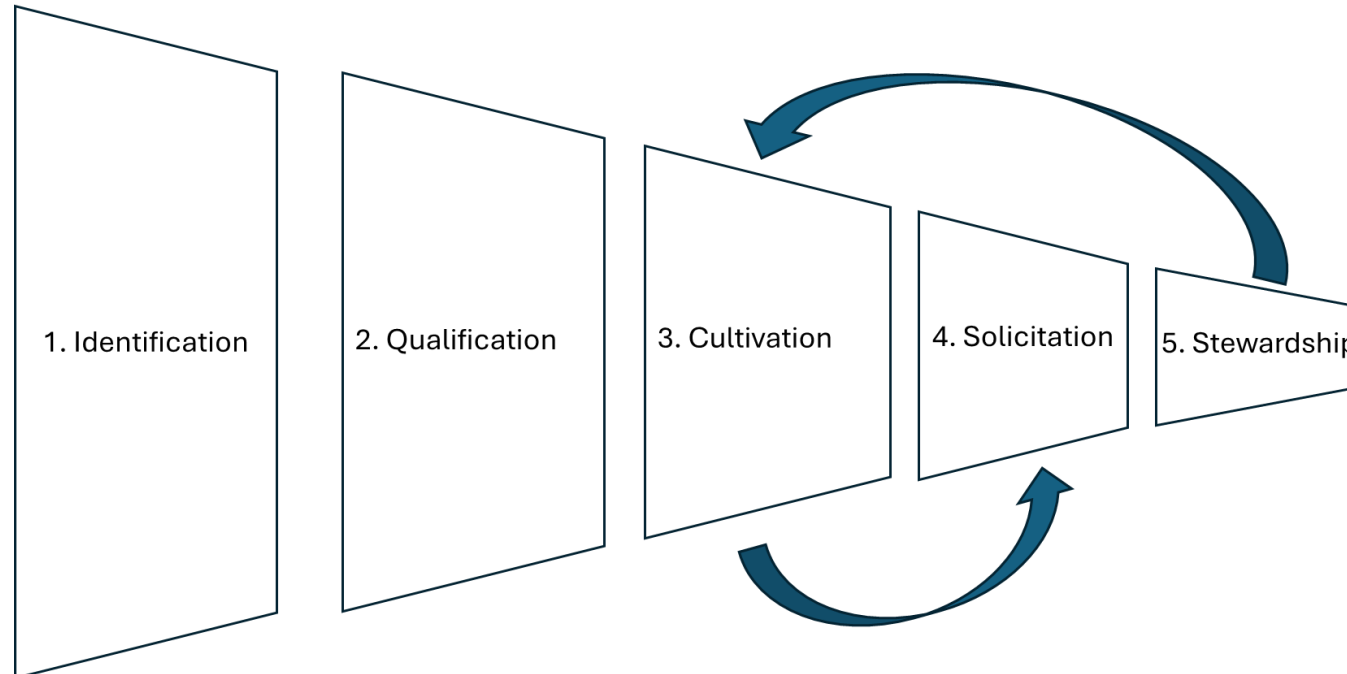 1. Identification
2. Qualification
3. Cultivation
4. Solicitation
5. Stewardship